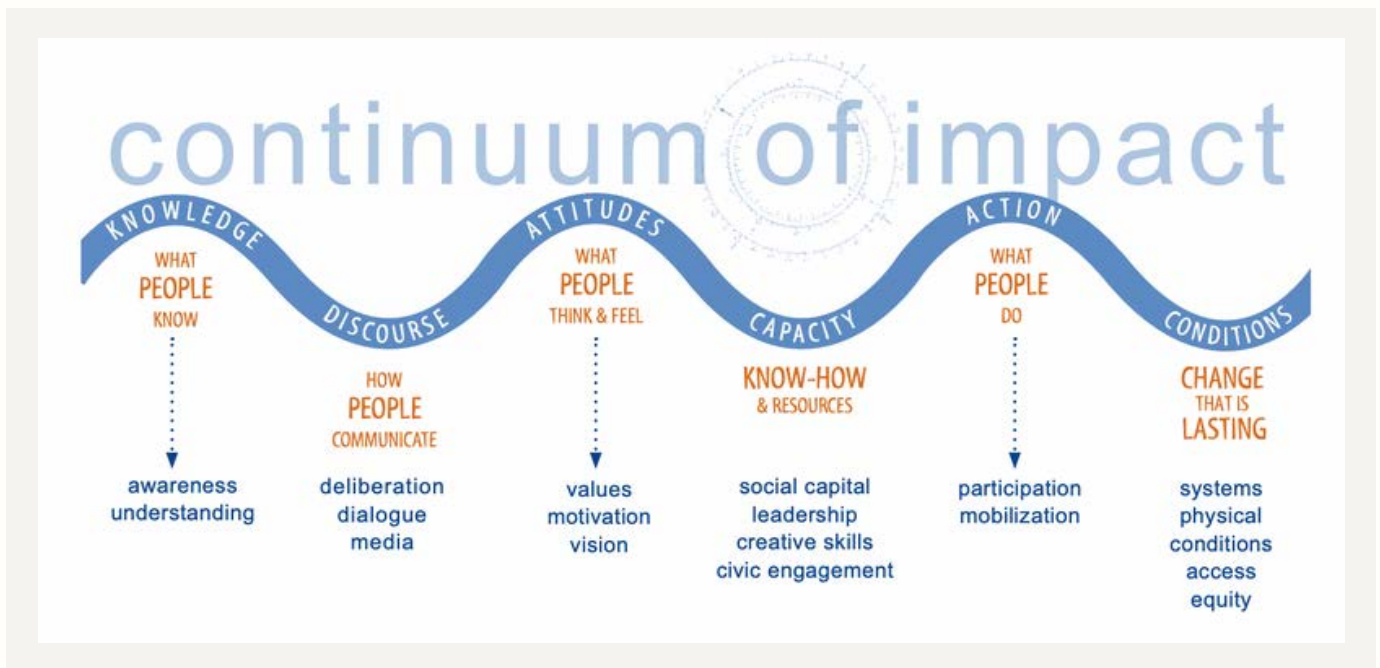 continuum of impact
KNOWLEDGE
WHAT
PEOPLE
KNOW
awareness
understanding
DISCOURSE
HOW
PEOPLE
COMMUNICATE
deliberation
dialogue
media
ATTITUDES
WHAT
PEOPLE
THINK & FEEL
values
motivation
vision
CAPACITY
KNOW-HOW
& RESOURCES
social capital
leadership
creative skills
civic engagement
ACTION
WHAT
PEOPLE
DO
participation
mobilization
CONDITIONS
CHANGE
THAT IS
LASTING
systems
physical
conditions
access
equity